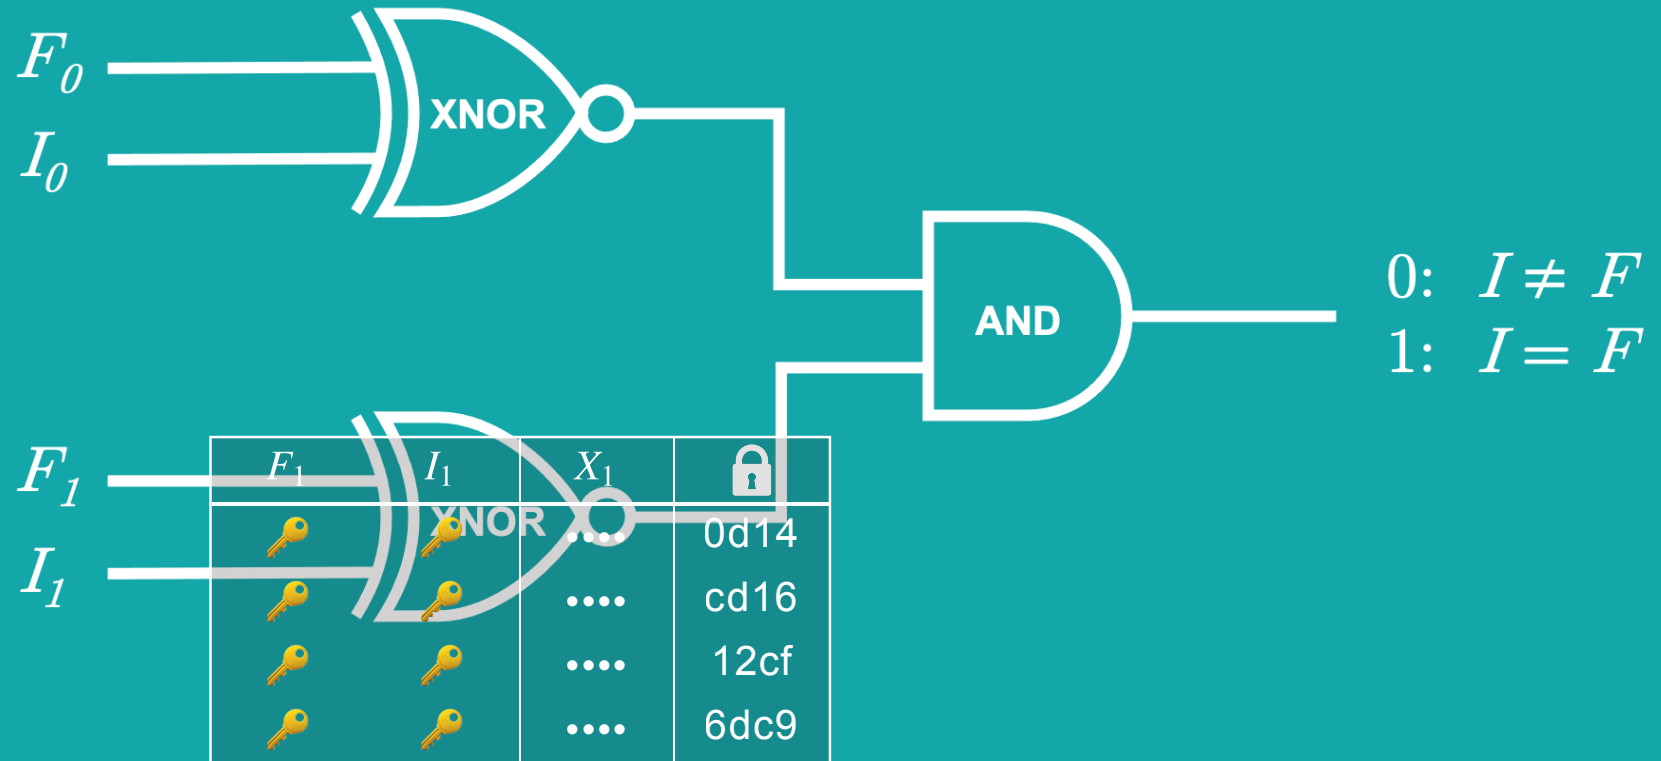 F₀
I₀
XNOR
AND
0: I ≠ F
1: I = F
F₁
I₁
XNOR
F₁ I₁ X₁
•••• 0d14
•••• cd16
•••• 12cf
•••• 6dc9